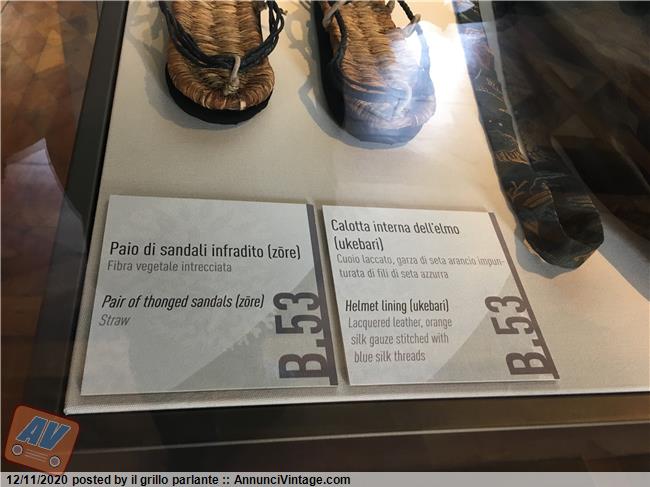 Paio di sandali infradito (zōre)
Fibra vegetale intrecciata
Pair of thonged sandals (zōre)
Straw
B.53
Calotta interna dell'elmo
(ukebari)
Cuoio laccato, garza di seta arancio impun-
turata di fili di seta azzurra
Helmet lining (ukebari)
Lacquered leather, orange
silk gauze stitched with
blue silk threads
B.53
AV
12/11/2020 posted by il grillo parlante :: AnnunciVintage.com